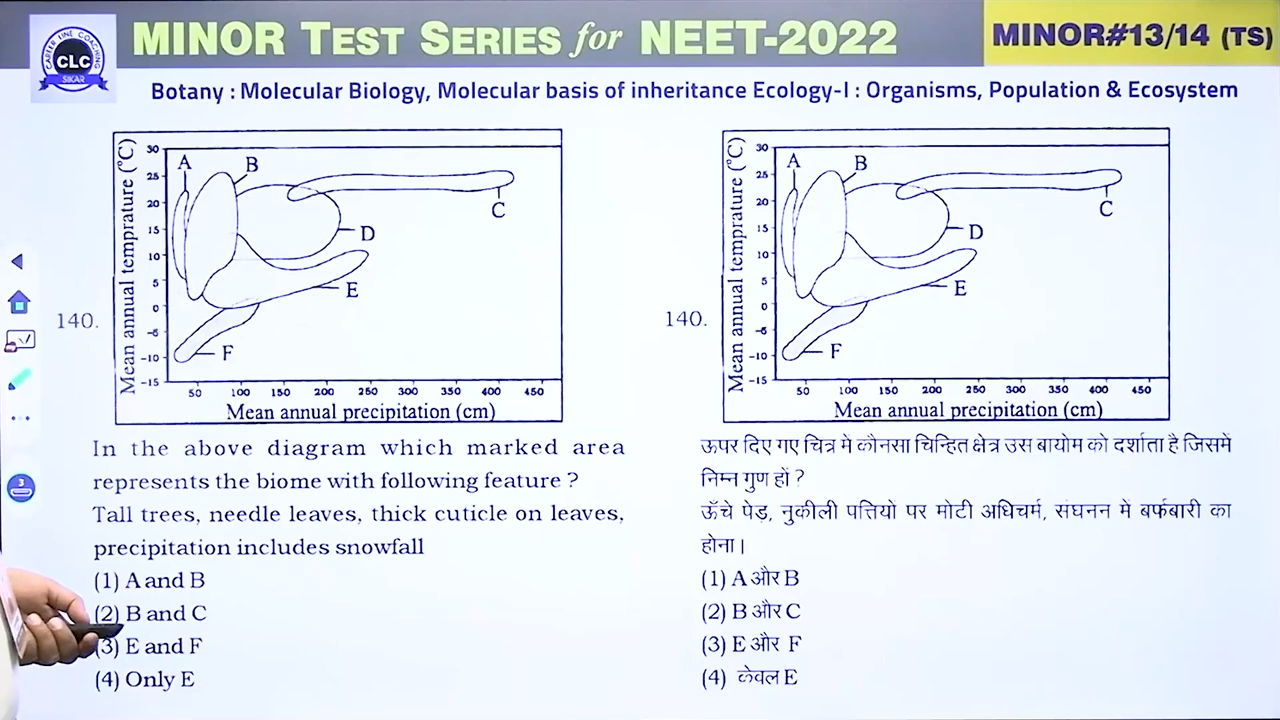 CAREER LINE COACHING
CLC
SIKAR
MINOR TEST SERIES for NEET-2022
MINOR#13/14 (TS)
Botany : Molecular Biology, Molecular basis of inheritance Ecology-I : Organisms, Population & Ecosystem
140.
Mean annual temprature (°C)
30
25
20
15
10
5
0
-5
-10
-15
A
B
C
D
E
F
50 100 150 200 250 300 350 400 450
Mean annual precipitation (cm)
In the above diagram which marked area
represents the biome with following feature ?
Tall trees, needle leaves, thick cuticle on leaves,
precipitation includes snowfall
(1) A and B
(2) B and C
(3) E and F
(4) Only E
140.
Mean annual temprature (°C)
30
25
20
15
10
5
0
-5
-10
-15
A
B
C
D
E
F
50 100 150 200 250 300 350 400 450
Mean annual precipitation (cm)
ऊपर दिए गए चित्र मे कौनसा चिन्हित क्षेत्र उस बायोम को दर्शाता है जिसमें
निम्न गुण हों ?
ऊँचे पेड़, नुकीली पत्तियो पर मोटी अधिचर्म, संघनन में बर्फबारी का
होना।
(1) A और B
(2) B और C
(3) E और F
(4) केवल E
3